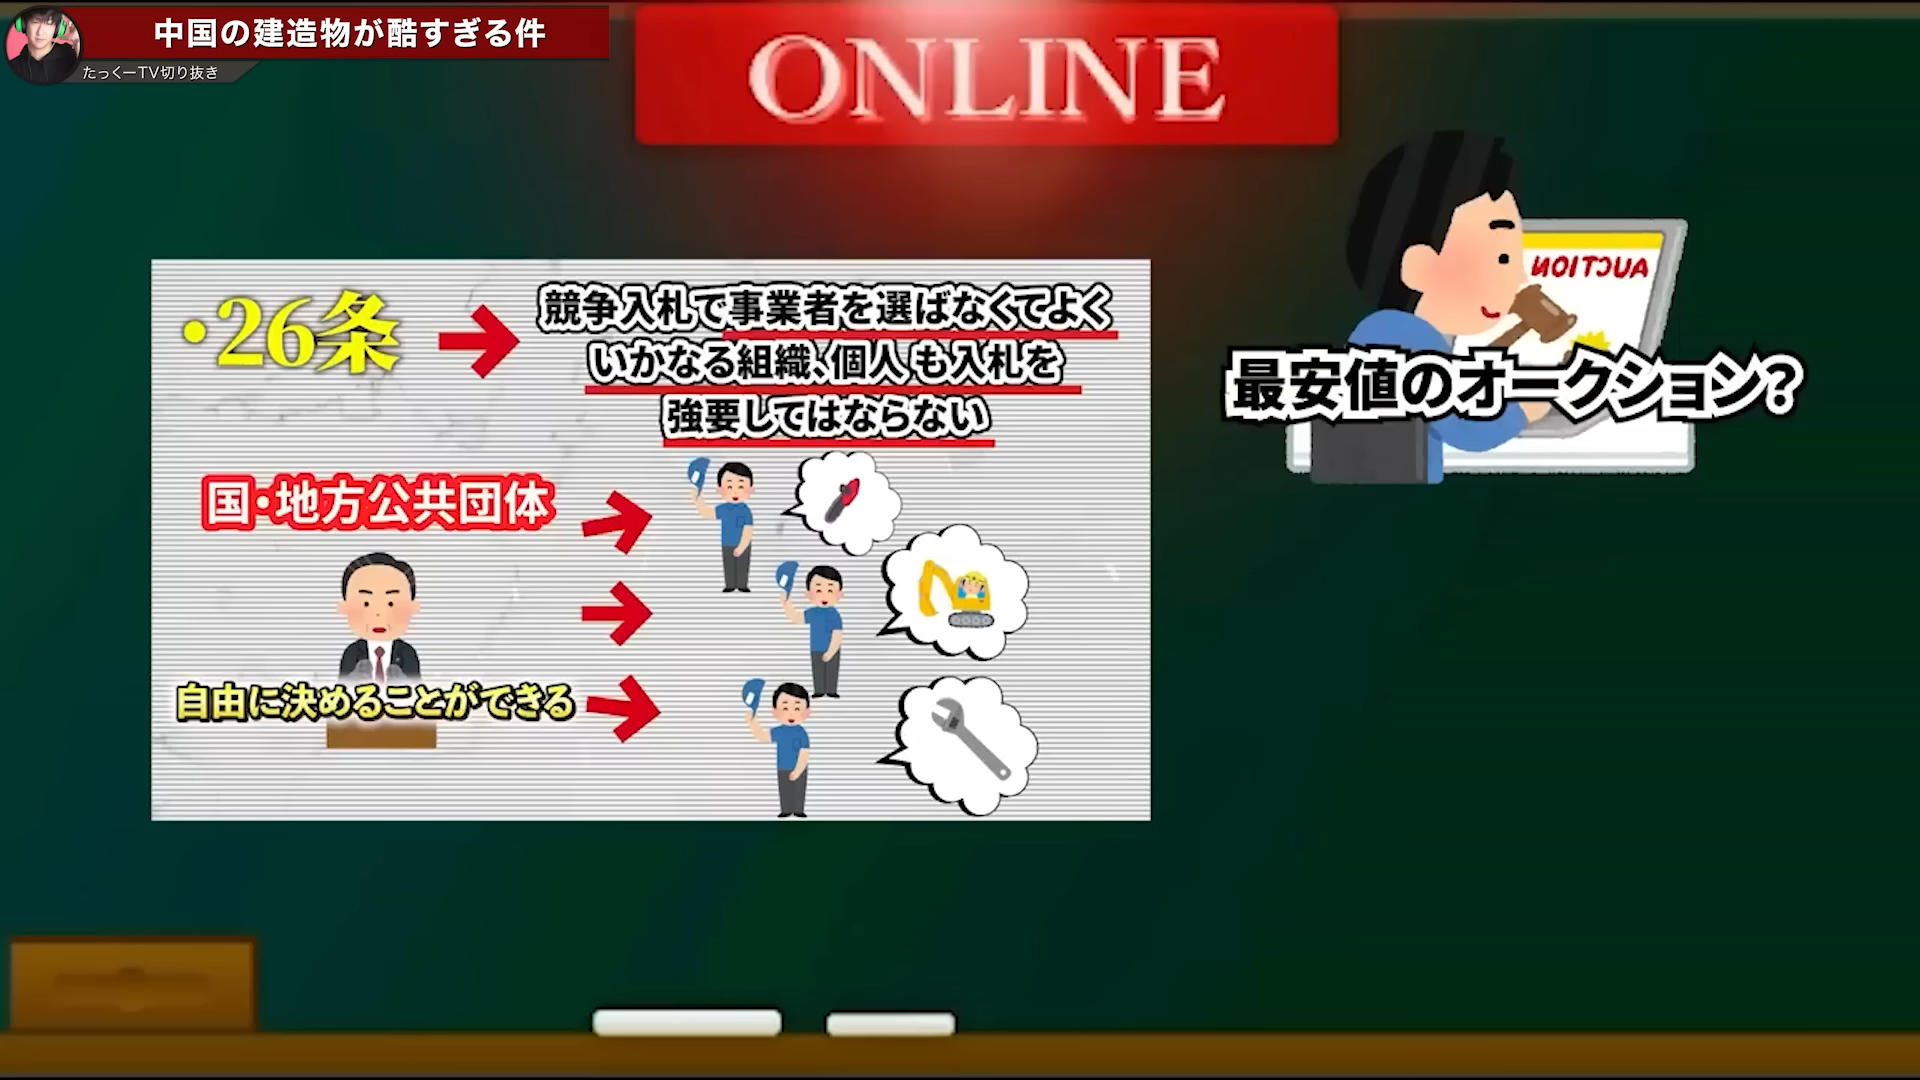 中国の建造物が酷すぎる件
たっくーTV切り抜き
ONLINE
・26条
競争入札で事業者を選ばなくてよく
いかなる組織、個人も入札を
強要してはならない
国・地方公共団体
自由に決めることができる
AUCTION
最安値のオークション?